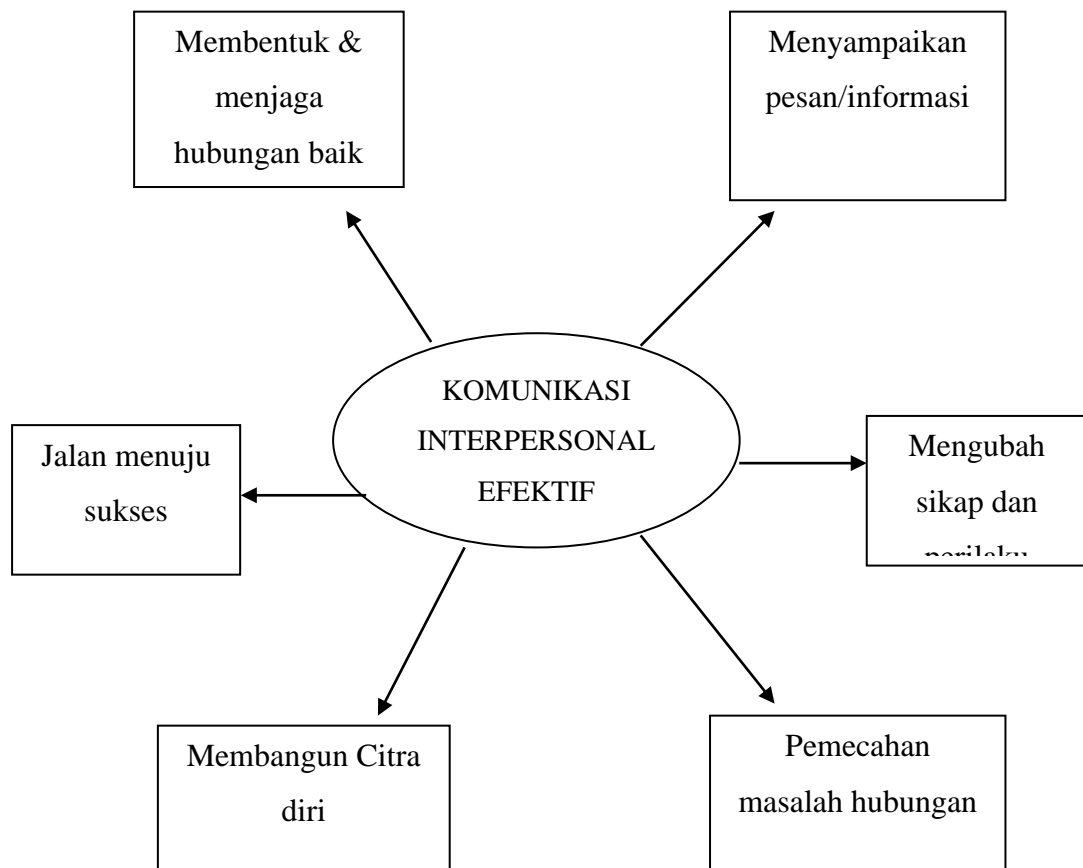 Membentuk &
menjaga
hubungan baik
Menyampaikan
pesan/informasi
KOMUNIKASI
INTERPERSONAL
EFEKTIF
Jalan menuju
sukses
Mengubah
sikap dan
perilaku
Membangun Citra
diri
Pemecahan
masalah hubungan